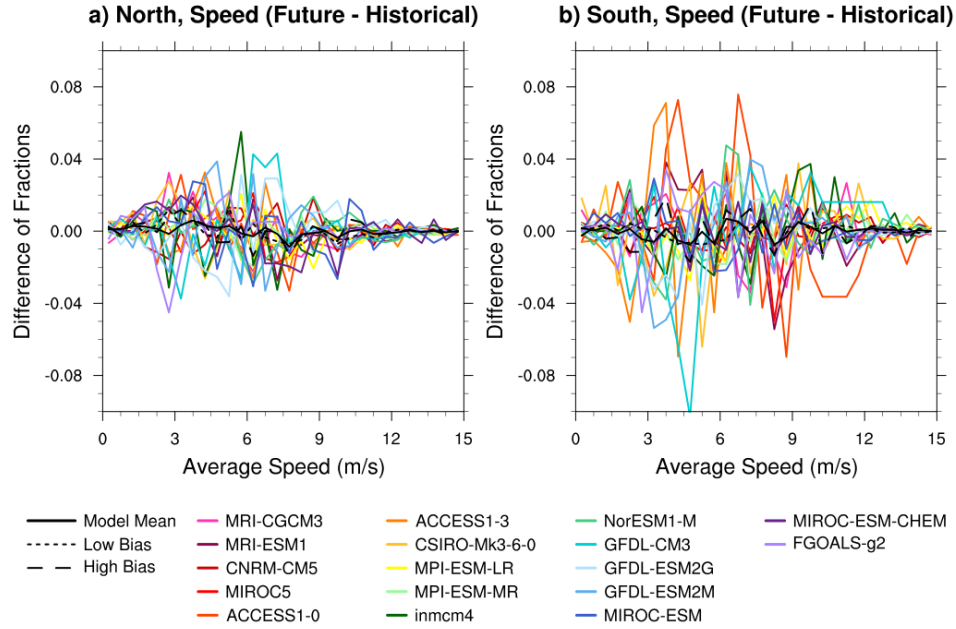 a) North, Speed (Future - Historical)
b) South, Speed (Future - Historical)
Difference of Fractions
0.08
0.04
0.00
-0.04
-0.08
0
3
6
9
12
15
Average Speed (m/s)
Difference of Fractions
0.08
0.04
0.00
-0.04
-0.08
0
3
6
9
12
15
Average Speed (m/s)
Model Mean
Low Bias
High Bias
MRI-CGCM3
MRI-ESM1
CNRM-CM5
MIROC5
ACCESS1-0
ACCESS1-3
CSIRO-Mk3-6-0
MPI-ESM-LR
MPI-ESM-MR
inmcm4
NorESM1-M
GFDL-CM3
GFDL-ESM2G
GFDL-ESM2M
MIROC-ESM
MIROC-ESM-CHEM
FGOALS-g2